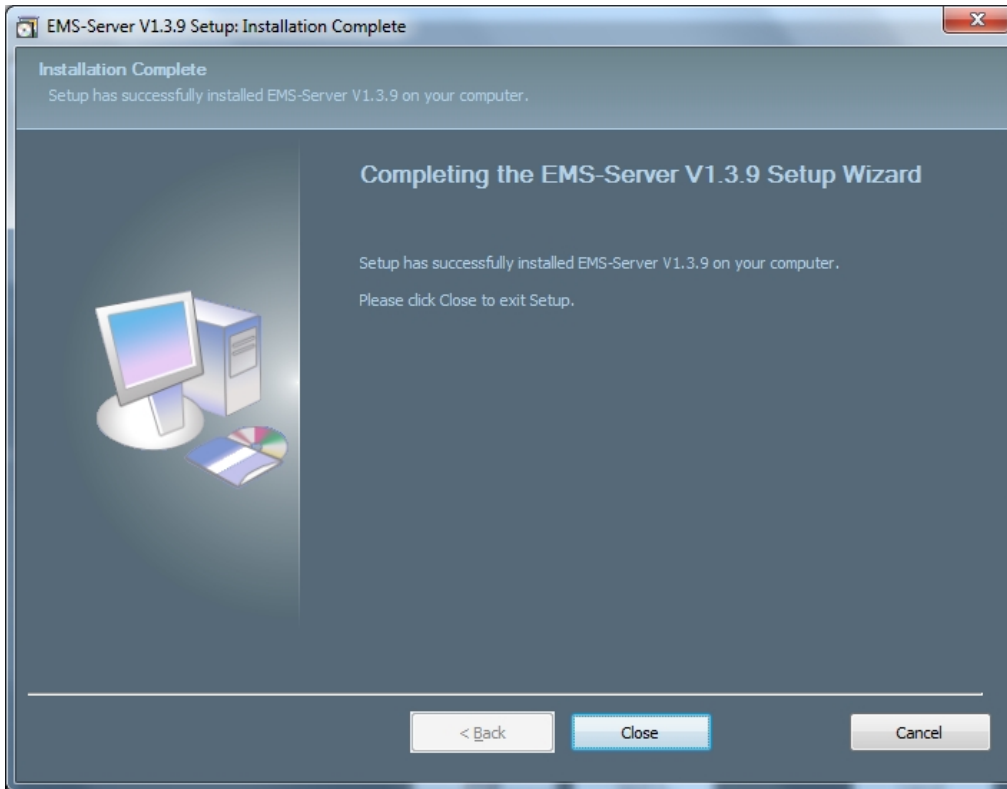 EMS-Server V1.3.9 Setup: Installation Complete
Installation Complete
Setup has successfully installed EMS-Server V1.3.9 on your computer.
Completing the EMS-Server V1.3.9 Setup Wizard
Setup has successfully installed EMS-Server V1.3.9 on your computer.
Please click Close to exit Setup.
< Back
Close
Cancel